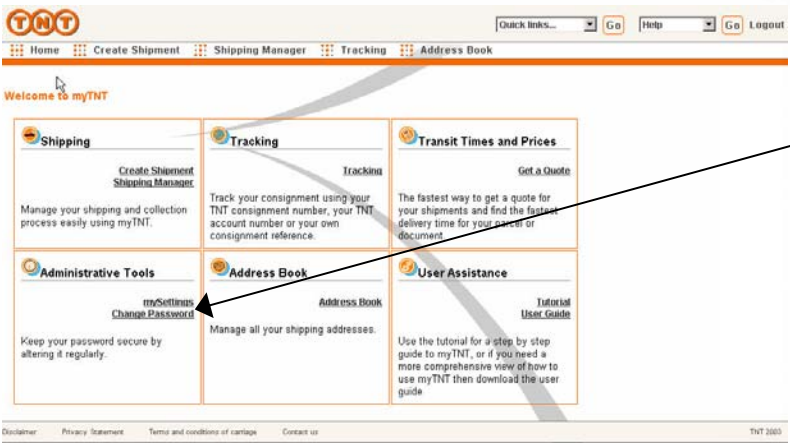 TNT
Quick links... Go Help Go Logout
Home Create Shipment Shipping Manager Tracking Address Book
Welcome to myTNT
Shipping
Create Shipment
Shipping Manager
Manage your shipping and collection
process easily using myTNT.
Tracking
Tracking
Track your consignment using your
TNT consignment number, your TNT
account number or your own
consignment reference.
Transit Times and Prices
Get a Quote
The fastest way to get a quote for
your shipments and find the fastest
delivery time for your parcel or
document
Administrative Tools
mySettings
Change Password
Keep your password secure by
altering it regularly.
Address Book
Address Book
Manage all your shipping addresses.
User Assistance
Tutorial
User Guide
Use the tutorial for a step by step
guide to myTNT, or if you need a
more comprehensive view of how to
use myTNT then download the user
guide
Disclaimer Privacy Statement Terms and conditions of carriage Contact us TNT 2003